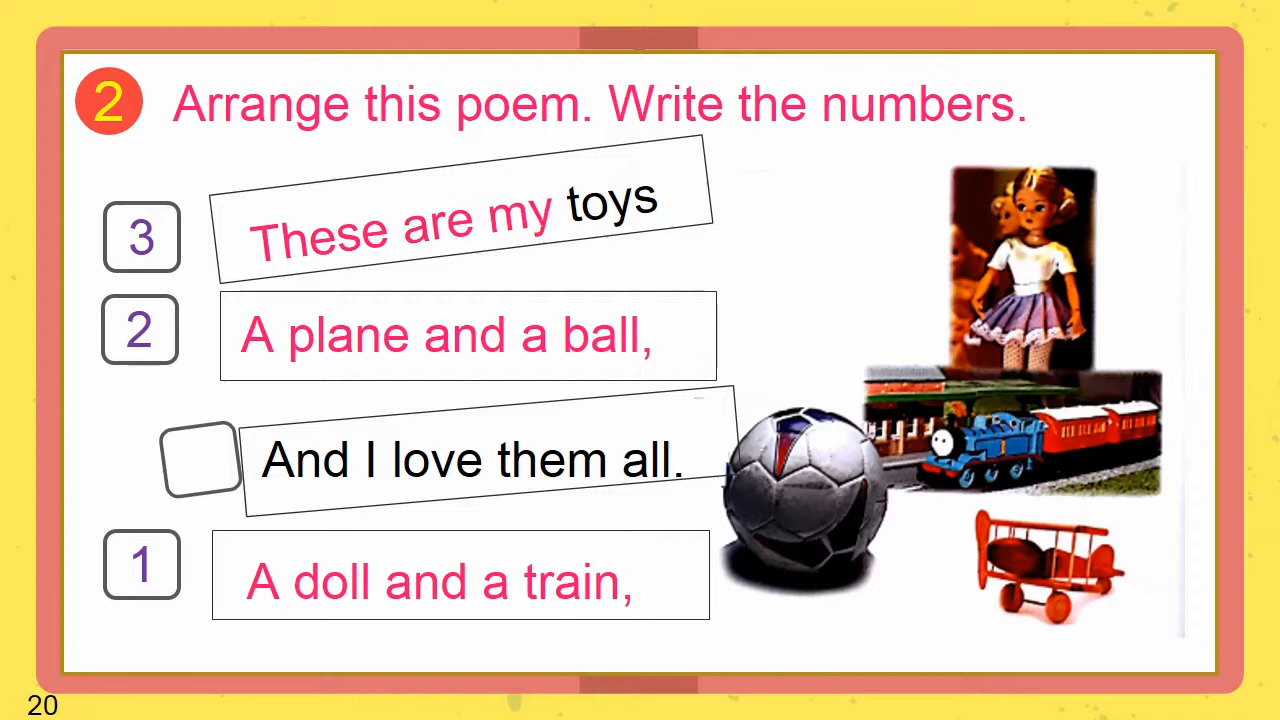 2 Arrange this poem. Write the numbers.
3 These are my toys
2 A plane and a ball,
And I love them all.
1 A doll and a train,
20